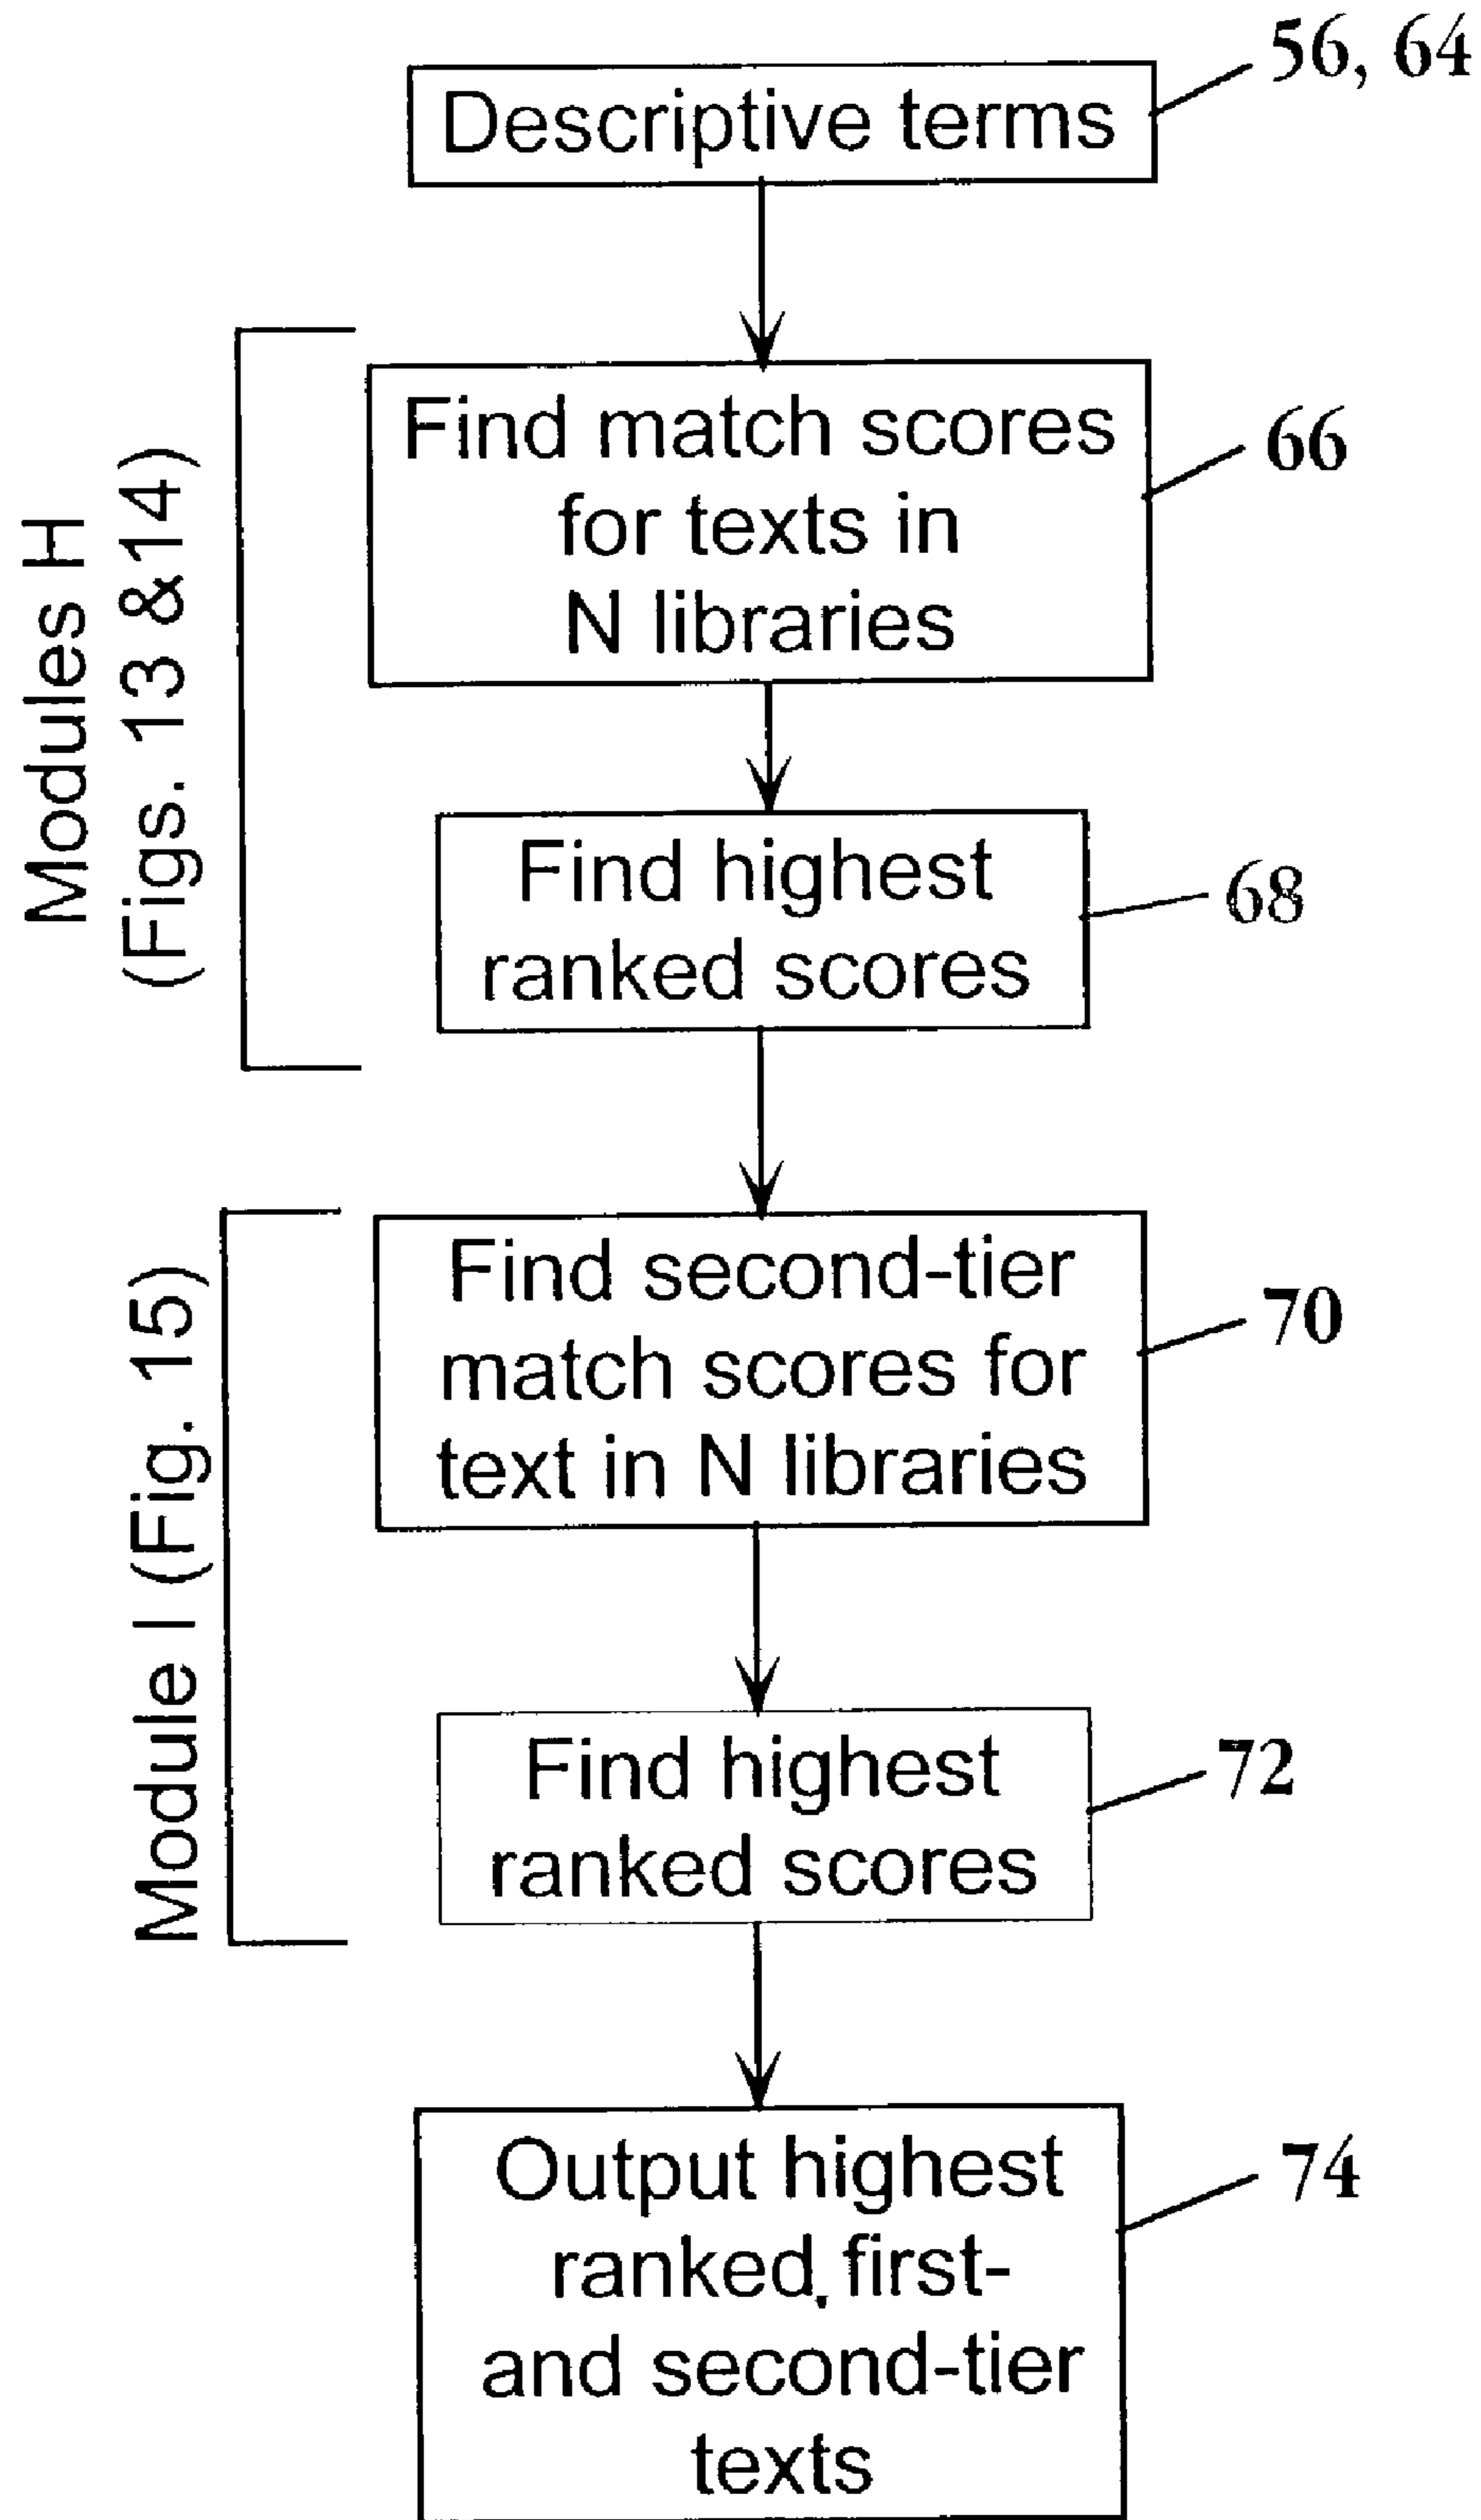 56, 64
Descriptive terms
Modules H
(Figs. 13 &14)
Find match scores
for texts in
N libraries
66
Find highest
ranked scores
68
Module I (Fig. 15)
Find second-tier
match scores for
text in N libraries
70
Find highest
ranked scores
72
Output highest
ranked, first-
and second-tier
texts
74